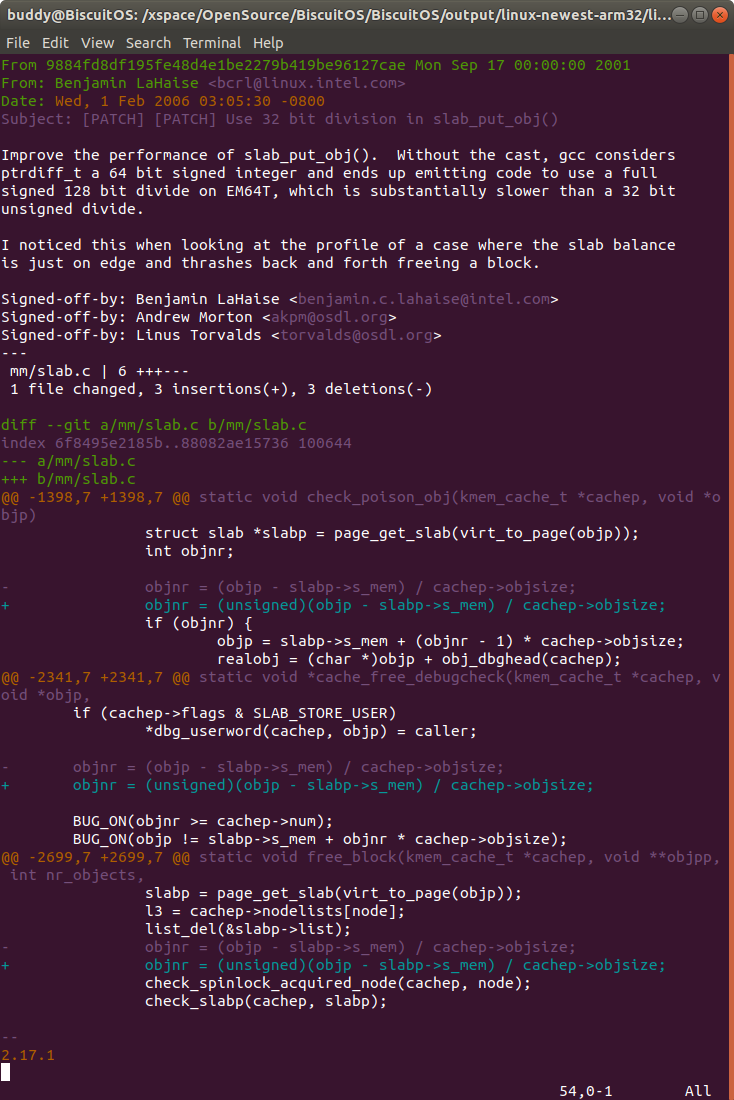 buddy@BiscuitOS: /xspace/OpenSource/BiscuitOS/BiscuitOS/output/linux-newest-arm32/li...
File Edit View Search Terminal Help
From 9884fd8df195fe48d4e1be2279b419be96127cae Mon Sep 17 00:00:00 2001
From: Benjamin LaHaise <bcrl@linux.intel.com>
Date: Wed, 1 Feb 2006 03:05:30 -0800
Subject: [PATCH] [PATCH] Use 32 bit division in slab_put_obj()

Improve the performance of slab_put_obj().  Without the cast, gcc considers
ptrdiff_t a 64 bit signed integer and ends up emitting code to use a full
signed 128 bit divide on EM64T, which is substantially slower than a 32 bit
unsigned divide.

I noticed this when looking at the profile of a case where the slab balance
is just on edge and thrashes back and forth freeing a block.

Signed-off-by: Benjamin LaHaise <benjamin.c.lahaise@intel.com>
Signed-off-by: Andrew Morton <akpm@osdl.org>
Signed-off-by: Linus Torvalds <torvalds@osdl.org>
---
 mm/slab.c | 6 +++---
 1 file changed, 3 insertions(+), 3 deletions(-)

diff --git a/mm/slab.c b/mm/slab.c
index 6f8495e2185b..88082ae15736 100644
--- a/mm/slab.c
+++ b/mm/slab.c
@@ -1398,7 +1398,7 @@ static void check_poison_obj(kmem_cache_t *cachep, void *o
bjp)
                struct slab *slabp = page_get_slab(virt_to_page(objp));
                int objnr;

-               objnr = (objp - slabp->s_mem) / cachep->objsize;
+               objnr = (unsigned)(objp - slabp->s_mem) / cachep->objsize;
                if (objnr) {
                        objp = slabp->s_mem + (objnr - 1) * cachep->objsize;
                        realobj = (char *)objp + obj_dbghead(cachep);
@@ -2341,7 +2341,7 @@ static void *cache_free_debugcheck(kmem_cache_t *cachep, v
oid *objp,
        if (cachep->flags & SLAB_STORE_USER)
                *dbg_userword(cachep, objp) = caller;

-       objnr = (objp - slabp->s_mem) / cachep->objsize;
+       objnr = (unsigned)(objp - slabp->s_mem) / cachep->objsize;

        BUG_ON(objnr >= cachep->num);
        BUG_ON(objp != slabp->s_mem + objnr * cachep->objsize);
@@ -2699,7 +2699,7 @@ static void free_block(kmem_cache_t *cachep, void **objpp,
 int nr_objects,
                slabp = page_get_slab(virt_to_page(objp));
                l3 = cachep->nodelists[node];
                list_del(&slabp->list);
-               objnr = (objp - slabp->s_mem) / cachep->objsize;
+               objnr = (unsigned)(objp - slabp->s_mem) / cachep->objsize;
                check_spinlock_acquired_node(cachep, node);
                check_slabp(cachep, slabp);

--
2.17.1
54,0-1 All